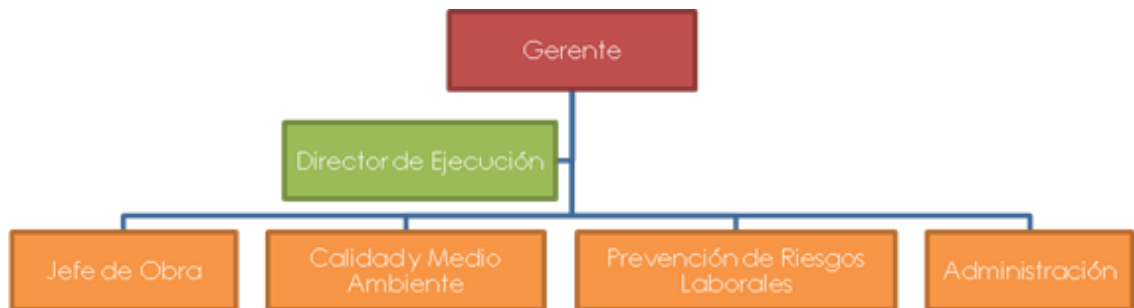 Gerente
Director de Ejecución
Jefe de Obra
Calidad y Medio
Ambiente
Prevención de Riesgos
Laborales
Administración